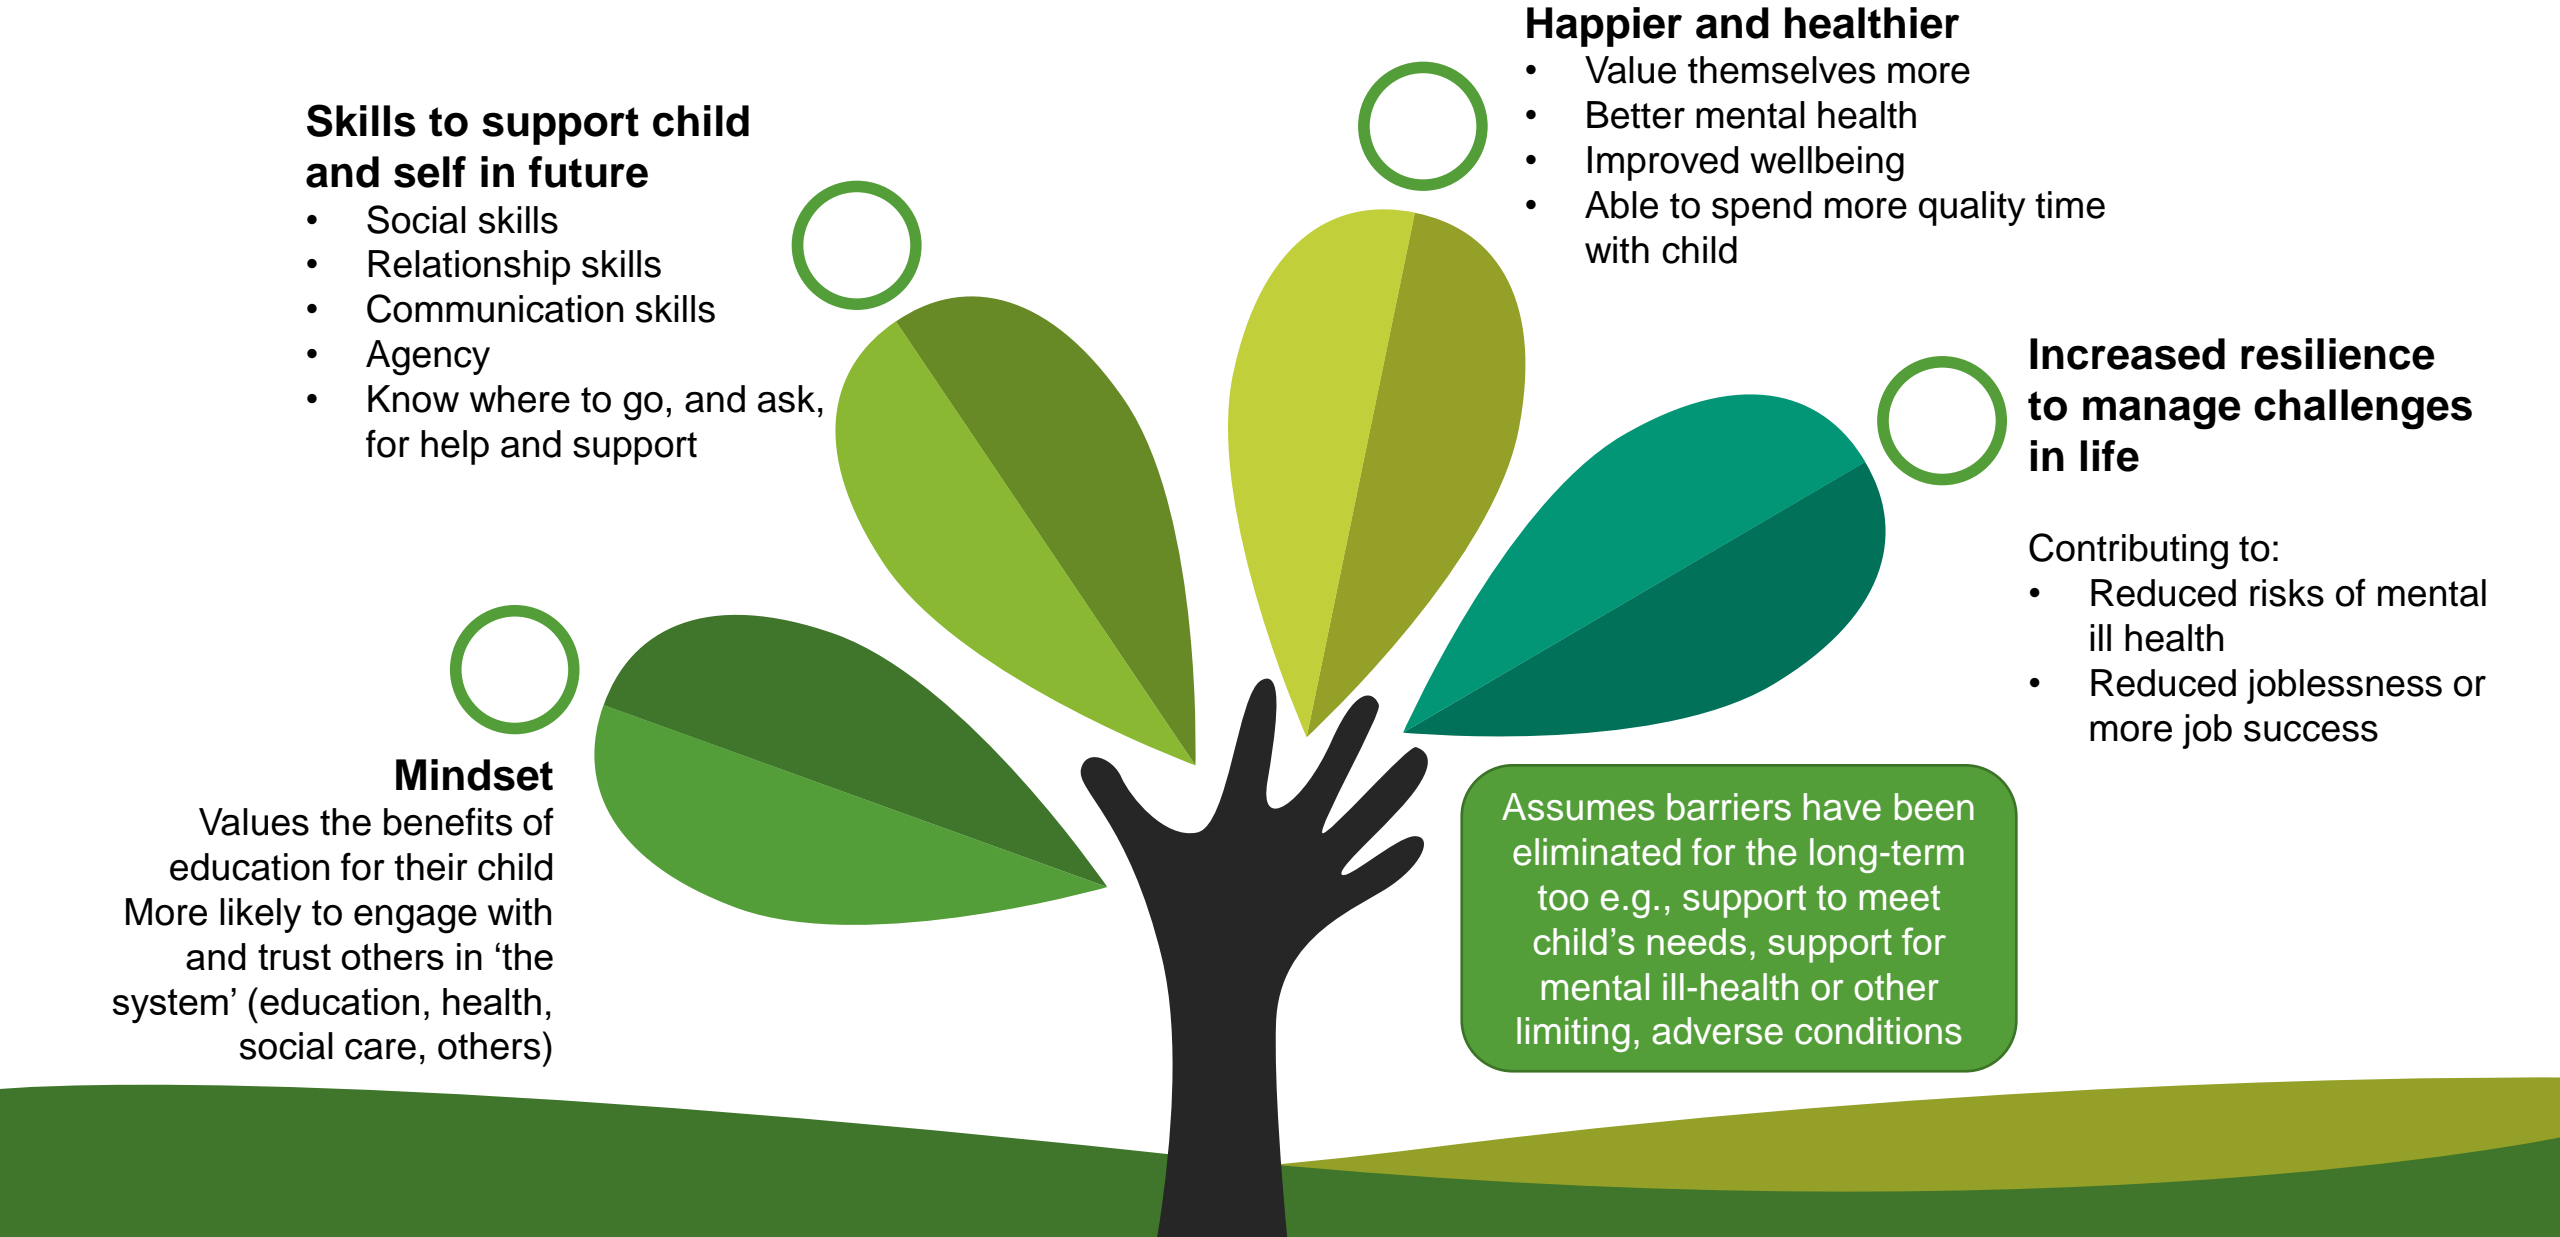 Skills to support child
and self in future
• Social skills
• Relationship skills
• Communication skills
• Agency
• Know where to go, and ask,
for help and support
Happier and healthier
• Value themselves more
• Better mental health
• Improved wellbeing
• Able to spend more quality time
with child
Increased resilience
to manage challenges
in life
Contributing to:
• Reduced risks of mental
ill health
• Reduced joblessness or
more job success
Mindset
Values the benefits of
education for their child
More likely to engage with
and trust others in ‘the
system’ (education, health,
social care, others)
Assumes barriers have been
eliminated for the long-term
too e.g., support to meet
child’s needs, support for
mental ill-health or other
limiting, adverse conditions